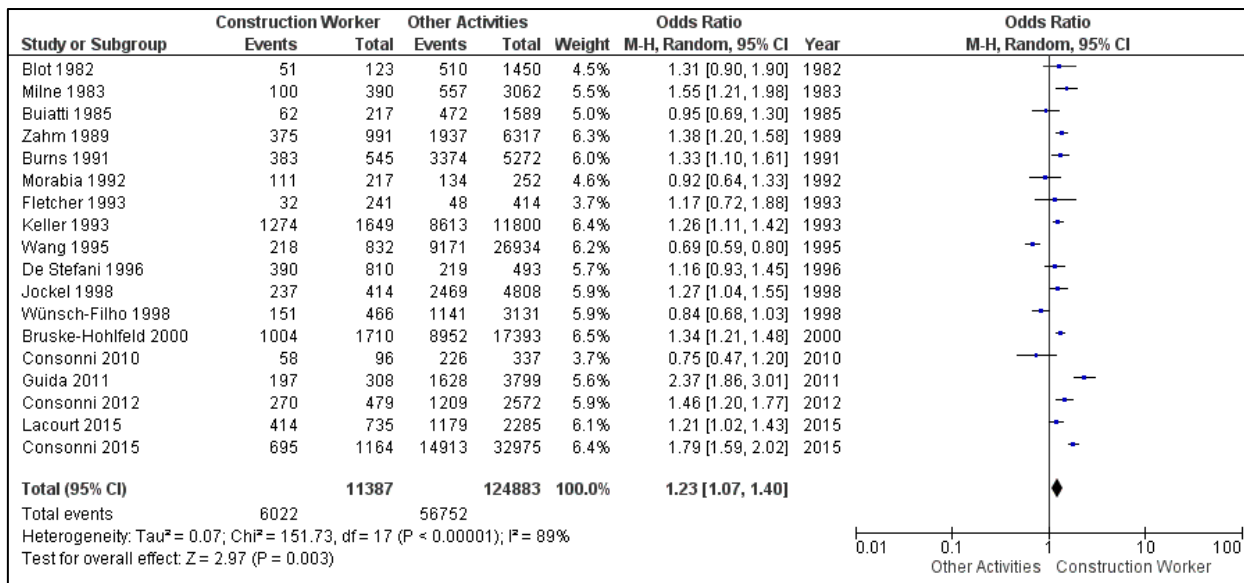 Construction Worker Other Activities Odds Ratio Odds Ratio
Study or Subgroup Events Total Events Total Weight M-H, Random, 95% CI Year M-H, Random, 95% CI
Blot 1982 51 123 510 1450 4.5% 1.31 [0.90, 1.90] 1982
Milne 1983 100 390 557 3062 5.5% 1.55 [1.21, 1.98] 1983
Buiatti 1985 62 217 472 1589 4.9% 0.95 [0.69, 1.30] 1985
Zahm 1989 375 991 1937 6317 6.3% 1.38 [1.20, 1.58] 1989
Burns 1991 383 545 3374 5272 6.0% 1.33 [1.10, 1.61] 1991
Morabia 1992 111 217 134 252 4.6% 0.92 [0.64, 1.33] 1992
Fletcher 1993 32 241 48 414 3.7% 1.17 [0.72, 1.88] 1993
Keller 1993 1274 1649 8613 11800 6.4% 1.26 [1.11, 1.42] 1993
Wang 1995 218 832 9171 26934 6.2% 0.69 [0.59, 0.80] 1995
De Stefani 1996 390 810 219 493 5.7% 1.16 [0.93, 1.45] 1996
Jockel 1998 237 414 2469 4808 5.9% 1.27 [1.04, 1.55] 1998
Wünsch-Filho 1998 151 466 1141 3131 5.9% 0.84 [0.68, 1.03] 1998
Bruske-Hohlfeld 2000 1004 1710 8952 17393 6.5% 1.34 [1.21, 1.48] 2000
Consonni 2010 58 96 226 337 3.7% 0.75 [0.47, 1.20] 2010
Guida 2011 197 308 1628 3799 5.6% 2.37 [1.86, 3.01] 2011
Consonni 2012 270 479 1209 2572 5.9% 1.46 [1.20, 1.77] 2012
Lacourt 2015 414 735 1179 2285 6.1% 1.21 [1.02, 1.43] 2015
Consonni 2015 695 1164 14913 32975 6.4% 1.79 [1.59, 2.02] 2015
Total (95% CI) 11387 124883 100.0% 1.23 [1.07, 1.40]
Total events 6022 56752
Heterogeneity: Tau² = 0.07; Chi² = 151.73, df = 17 (P < 0.00001); I² = 89%
Test for overall effect: Z = 2.97 (P = 0.003)
0.01 0.1 1 10 100
Other Activities Construction Worker